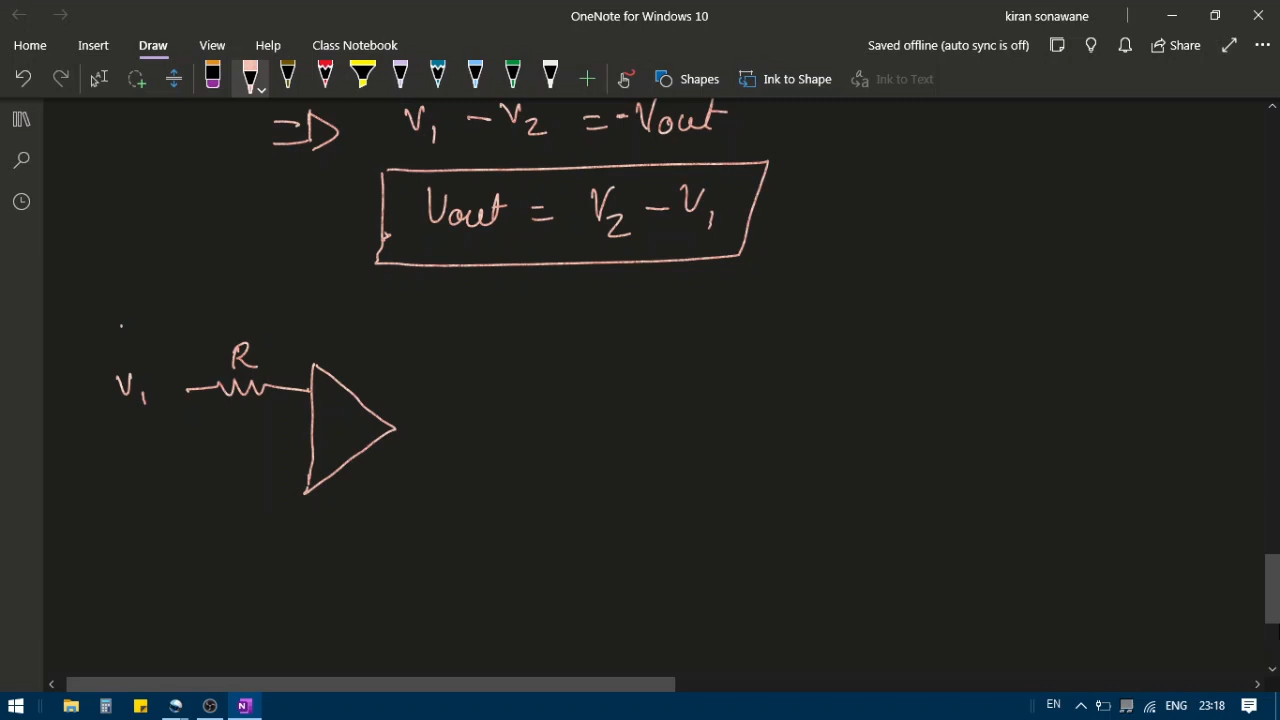 OneNote for Windows 10
kiran sonawane
Home Insert Draw View Help Class Notebook
Saved offline (auto sync is off)
Share
Shapes
Ink to Shape
Ink to Text
⇒ V₁ - V₂ = -Vout
Vout = V₂ - V₁
R
V₁
EN
ENG
23:18